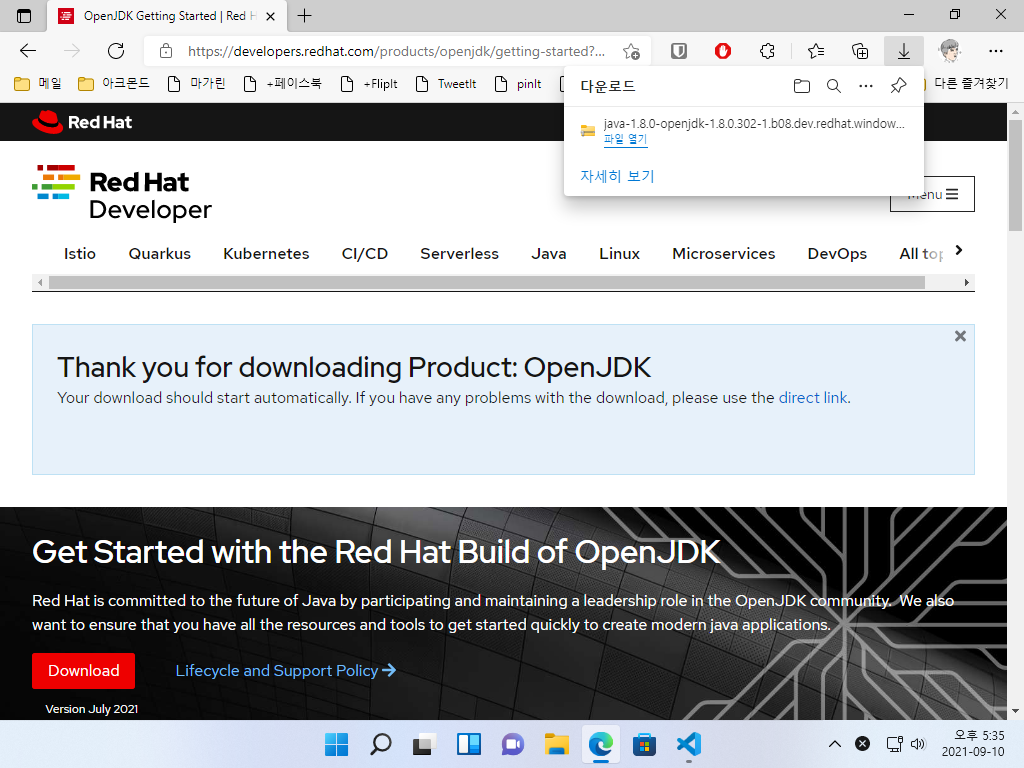 OpenJDK Getting Started | Red H
https://developers.redhat.com/products/openjdk/getting-started?...
메일
아크몬드
마가린
+페이스북
+FlipIt
TweetIt
pinIt
다른 즐겨찾기
다운로드
java-1.8.0-openjdk-1.8.0.302-1.b08.dev.redhat.window...
파일 열기
자세히 보기
Red Hat
Red Hat
Developer
Menu
Istio
Quarkus
Kubernetes
CI/CD
Serverless
Java
Linux
Microservices
DevOps
All top
Thank you for downloading Product: OpenJDK
Your download should start automatically. If you have any problems with the download, please use the direct link.
Get Started with the Red Hat Build of OpenJDK
Red Hat is committed to the future of Java by participating and maintaining a leadership role in the OpenJDK community.  We also
want to ensure that you have all the resources and tools to get started quickly to create modern java applications.
Download
Lifecycle and Support Policy
Version July 2021
오후 5:35
2021-09-10